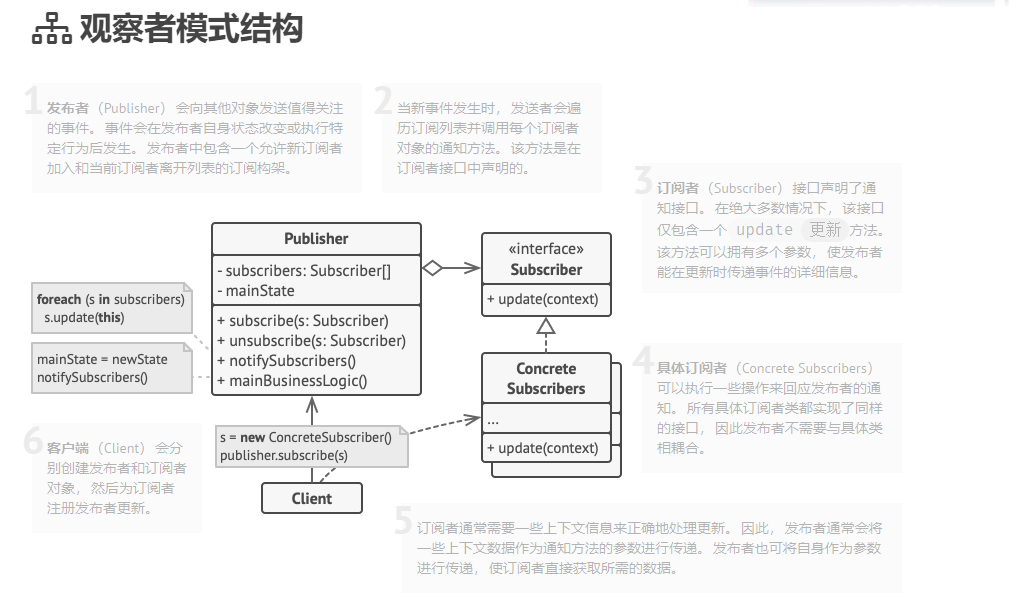 观察者模式结构
1
发布者 （Publisher） 会向其他对象发送值得关注
的事件。 事件会在发布者自身状态改变或执行特
定行为后发生。 发布者中包含一个允许新订阅者
加入和当前订阅者离开列表的订阅构架。
2
当新事件发生时， 发送者会遍
历订阅列表并调用每个订阅者
对象的通知方法。 该方法是在
订阅者接口中声明的。
3
订阅者 （Subscriber） 接口声明了通
知接口。 在绝大多数情况下， 该接口
仅包含一个 update 更新 方法。
该方法可以拥有多个参数， 使发布者
能在更新时传递事件的详细信息。
Publisher
- subscribers: Subscriber[]
- mainState
+ subscribe(s: Subscriber)
+ unsubscribe(s: Subscriber)
+ notifySubscribers()
+ mainBusinessLogic()
«interface»
Subscriber
+ update(context)
foreach (s in subscribers)
s.update(this)
mainState = newState
notifySubscribers()
Concrete
Subscribers
...
+ update(context)
4
具体订阅者 （Concrete Subscribers）
可以执行一些操作来回应发布者的通
知。 所有具体订阅者类都实现了同样
的接口， 因此发布者不需要与具体类
相耦合。
s = new ConcreteSubscriber()
publisher.subscribe(s)
Client
6
客户端 （Client） 会分
别创建发布者和订阅者
对象， 然后为订阅者
注册发布者更新。
5
订阅者通常需要一些上下文信息来正确地处理更新。 因此， 发布者通常会将
一些上下文数据作为通知方法的参数进行传递。 发布者也可将自身作为参数
进行传递， 使订阅者直接获取所需的数据。